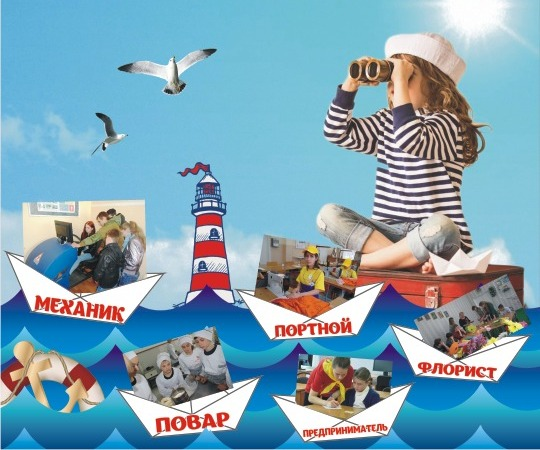 МЕХАНИК
ПОРТНОЙ
ФЛОРИСТ
ПОВАР
ПРЕДПРИНИМАТЕЛЬ